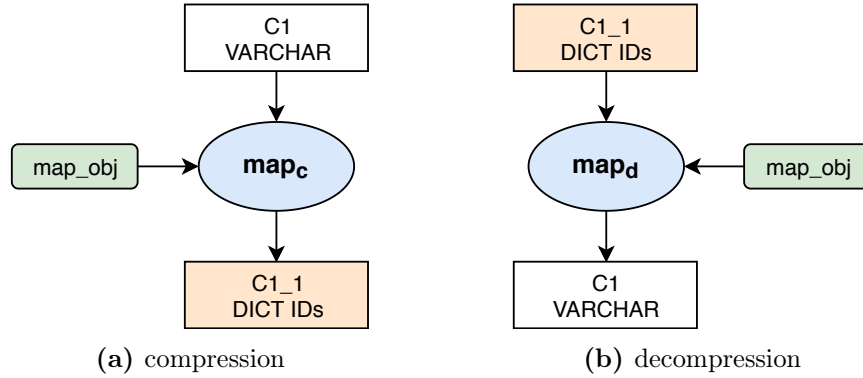 C1
VARCHAR
map_obj
map_c
C1_1
DICT IDs
(a) compression
C1_1
DICT IDs
map_d
map_obj
C1
VARCHAR
(b) decompression